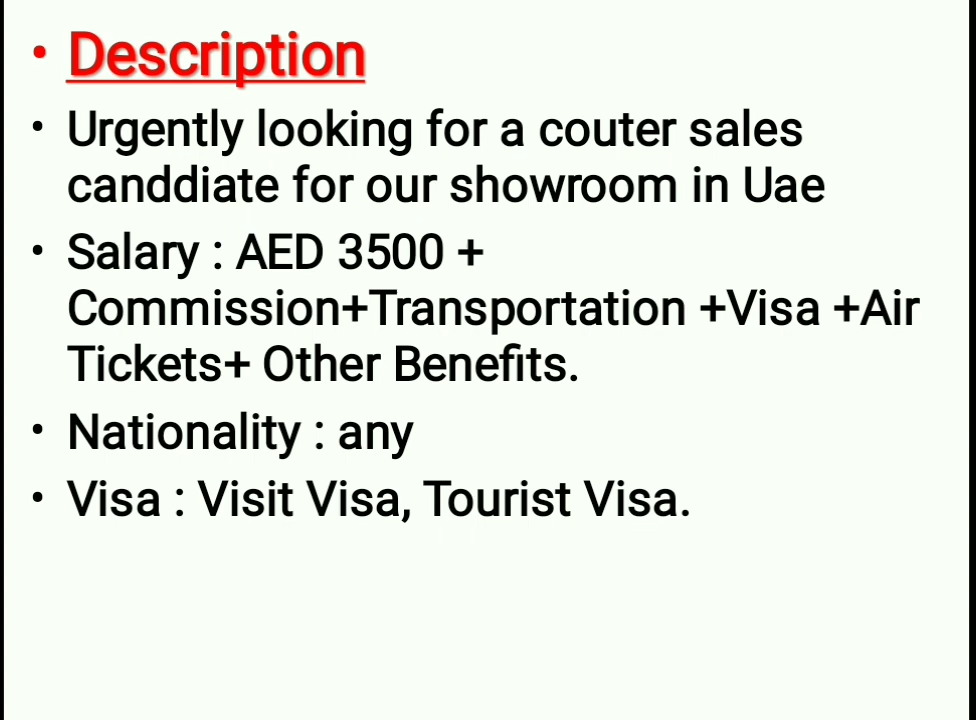 • Description
• Urgently looking for a couter sales
canddiate for our showroom in Uae
• Salary : AED 3500 +
Commission+Transportation +Visa +Air
Tickets+ Other Benefits.
• Nationality : any
• Visa : Visit Visa, Tourist Visa.